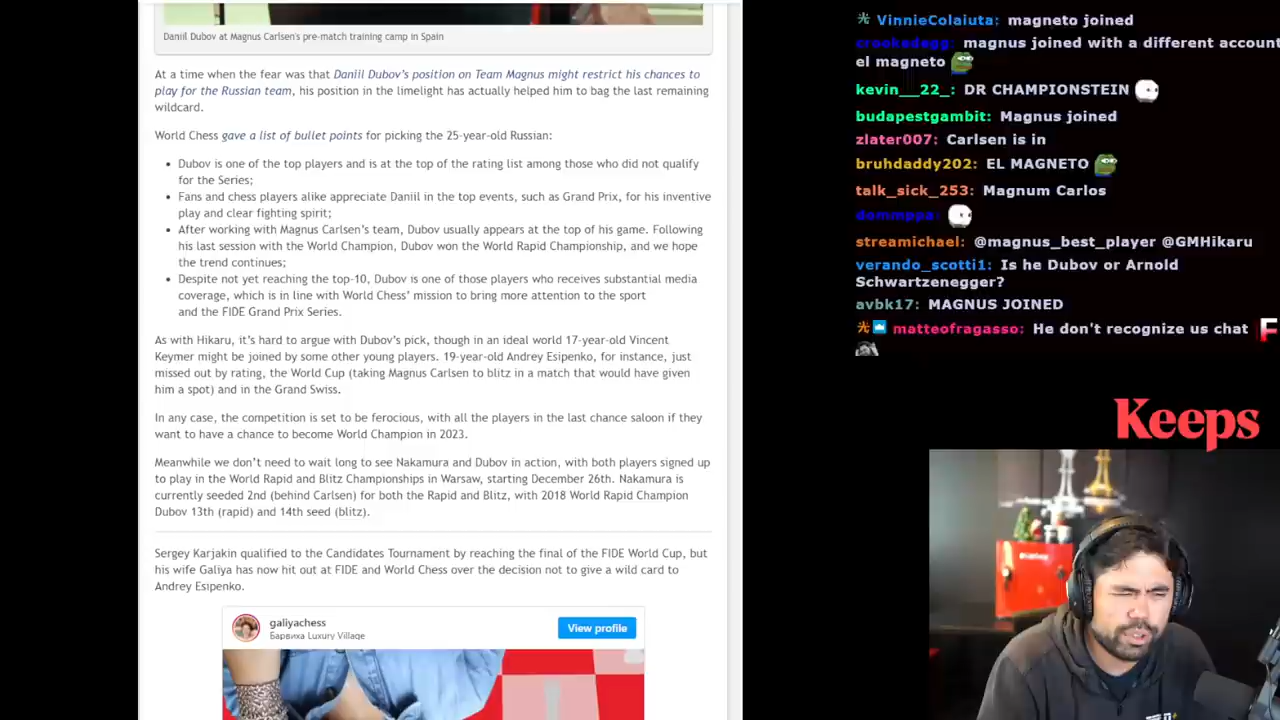 Daniil Dubov at Magnus Carlsen's pre-match training camp in Spain
At a time when the fear was that Daniil Dubov's position on Team Magnus might restrict his chances to
play for the Russian team, his position in the limelight has actually helped him to bag the last remaining
wildcard.
World Chess gave a list of bullet points for picking the 25-year-old Russian:
• Dubov is one of the top players and is at the top of the rating list among those who did not qualify
for the Series;
• Fans and chess players alike appreciate Daniil in the top events, such as Grand Prix, for his inventive
play and clear fighting spirit;
• After working with Magnus Carlsen's team, Dubov usually appears at the top of his game. Following
his last session with the World Champion, Dubov won the World Rapid Championship, and we hope
the trend continues;
• Despite not yet reaching the top-10, Dubov is one of those players who receives substantial media
coverage, which is in line with World Chess' mission to bring more attention to the sport
and the FIDE Grand Prix Series.
As with Hikaru, it's hard to argue with Dubov's pick, though in an ideal world 17-year-old Vincent
Keymer might be joined by some other young players. 19-year-old Andrey Esipenko, for instance, just
missed out by rating, the World Cup (taking Magnus Carlsen to blitz in a match that would have given
him a spot) and in the Grand Swiss.
In any case, the competition is set to be ferocious, with all the players in the last chance saloon if they
want to have a chance to become World Champion in 2023.
Meanwhile we don't need to wait long to see Nakamura and Dubov in action, with both players signed up
to play in the World Rapid and Blitz Championships in Warsaw, starting December 26th. Nakamura is
currently seeded 2nd (behind Carlsen) for both the Rapid and Blitz, with 2018 World Rapid Champion
Dubov 13th (rapid) and 14th seed (blitz).
Sergey Karjakin qualified to the Candidates Tournament by reaching the final of the FIDE World Cup, but
his wife Galiya has now hit out at FIDE and World Chess over the decision not to give a wild card to
Andrey Esipenko.
galiyachess
Барвиха Luxury Village
View profile
VinnieColaiuta: magneto joined
crookedegg: magnus joined with a different account
el magneto
kevin__22_: DR CHAMPIONSTEIN
budapestgambit: Magnus joined
zlater007: Carlsen is in
bruhdaddy202: EL MAGNETO
talk_sick_253: Magnum Carlos
dommppa:
streamichael: @magnus_best_player @GMHikaru
verando_scotti1: Is he Dubov or Arnold
Schwartzenegger?
avbk17: MAGNUS JOINED
matteofragasso: He don't recognize us chat
Keeps